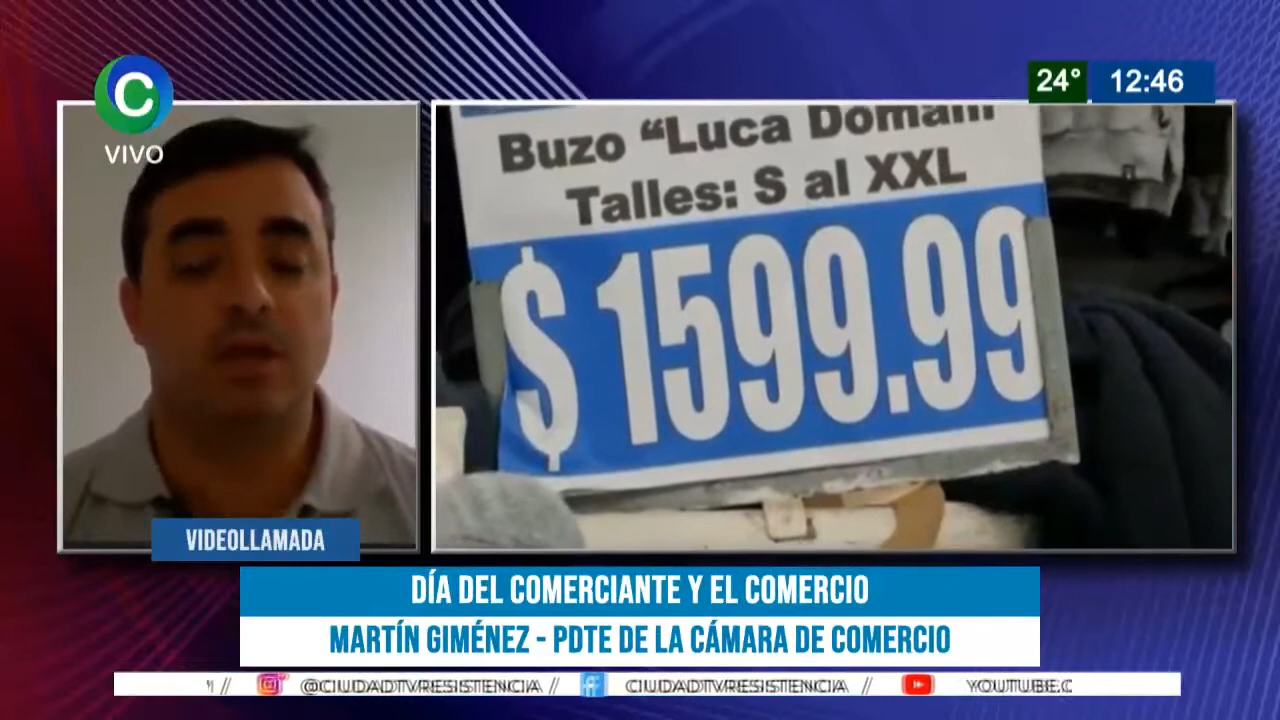 C
VIVO
24° 12:46
Buzo “Luca
Talles: S al XXL
$1599.99
VIDEOLLAMADA
DÍA DEL COMERCIANTE Y EL COMERCIO
MARTÍN GIMÉNEZ - PDTE DE LA CÁMARA DE COMERCIO
// @CIUDADTVRESISTENCIA // CIUDADTVRESISTENCIA // YOUTUBE.C